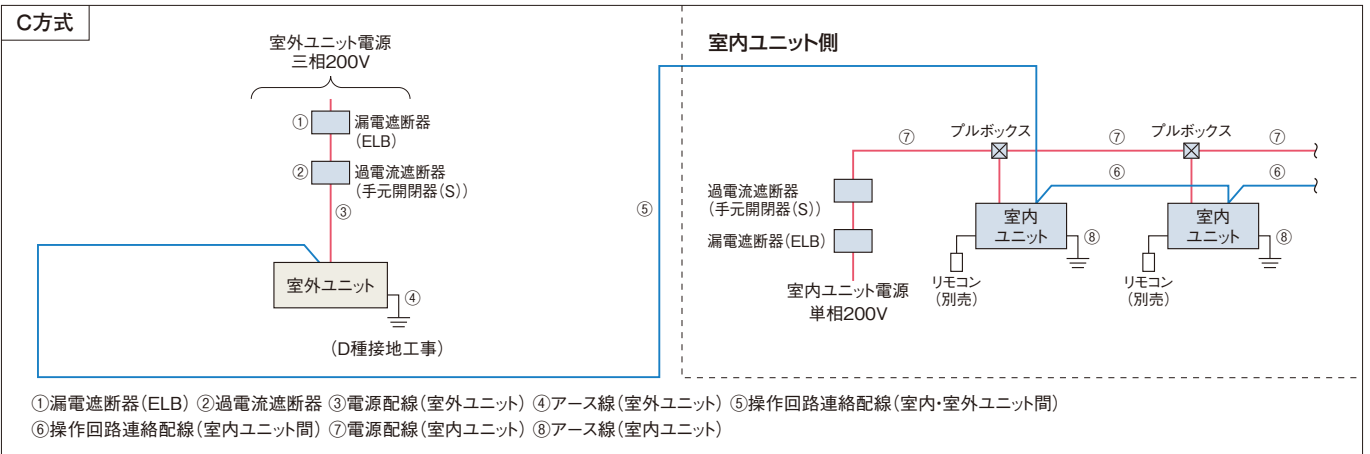 C方式
室外ユニット電源
三相200V
① 漏電遮断器
(ELB)
② 過電流遮断器
(手元開閉器(S))
③
室外ユニット
④
(D種接地工事)
⑤
室内ユニット側
⑦ プルボックス ⑦ プルボックス ⑦
⑥ ⑥
過電流遮断器
(手元開閉器(S))
漏電遮断器(ELB)
室内ユニット電源
単相200V
室内
ユニット
⑧
リモコン
(別売)
室内
ユニット
⑧
リモコン
(別売)
①漏電遮断器(ELB) ②過電流遮断器 ③電源配線(室外ユニット) ④アース線(室外ユニット) ⑤操作回路連絡配線(室内・室外ユニット間)
⑥操作回路連絡配線(室内ユニット間) ⑦電源配線(室内ユニット) ⑧アース線(室内ユニット)